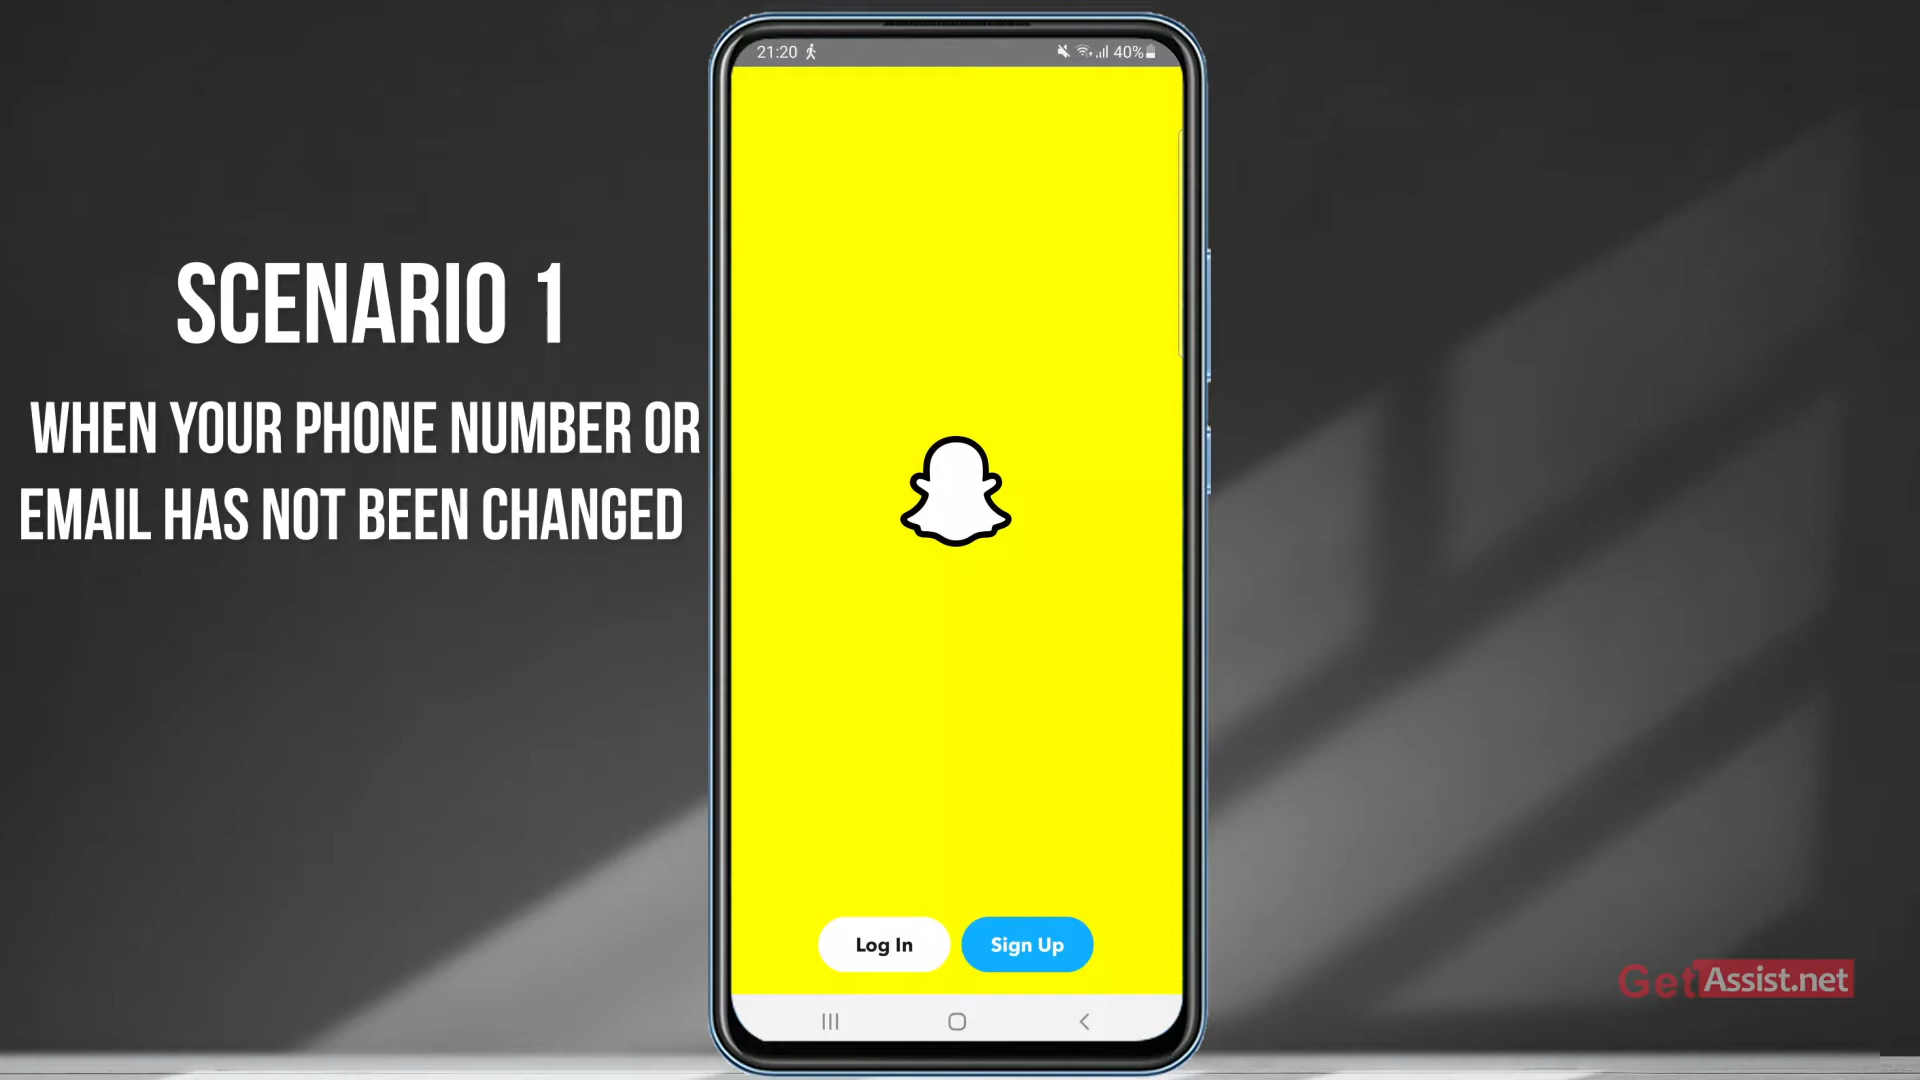 SCENARIO 1
WHEN YOUR PHONE NUMBER OR
EMAIL HAS NOT BEEN CHANGED
21:20
40%
Log In
Sign Up
GetAssist.net